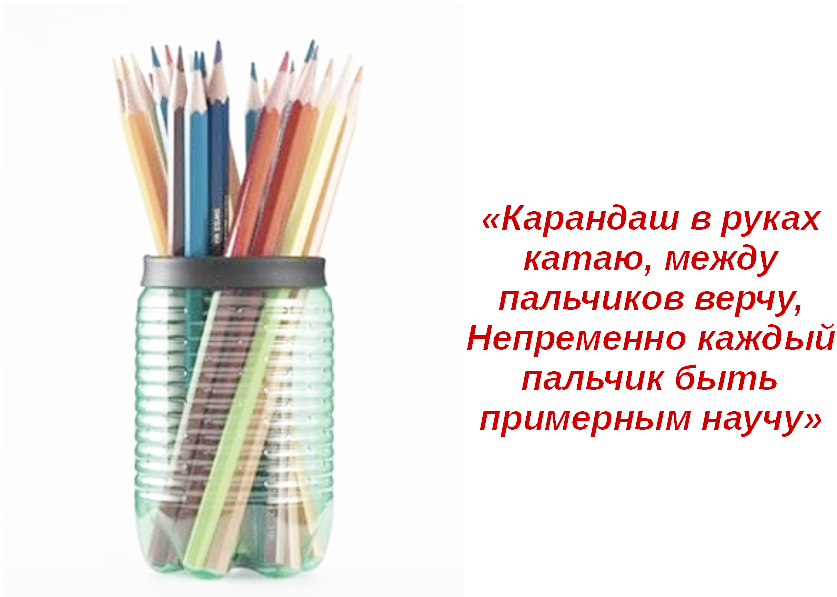 «Карандаш в руках
катаю, между
пальчиков верчу,
Непременно каждый
пальчик быть
примерным научу»